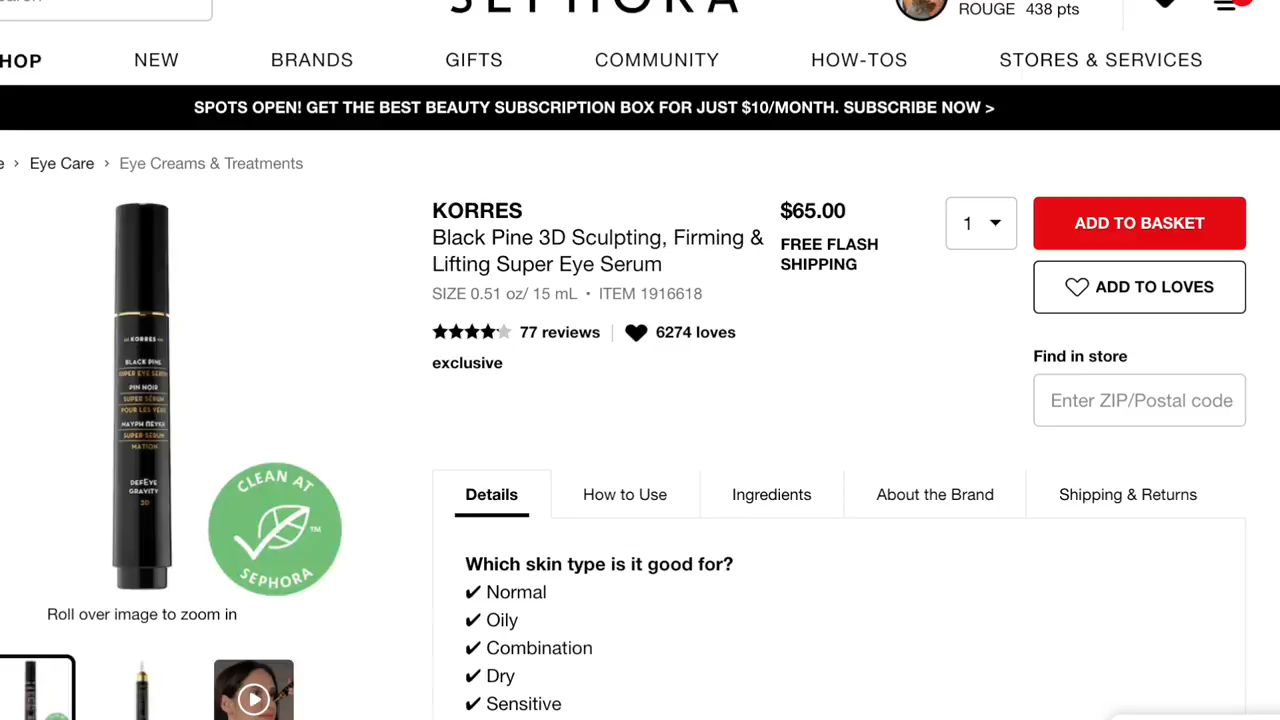 SEPHORA
ROUGE 438 pts
HOP
NEW
BRANDS
GIFTS
COMMUNITY
HOW-TOS
STORES & SERVICES
SPOTS OPEN! GET THE BEST BEAUTY SUBSCRIPTION BOX FOR JUST $10/MONTH. SUBSCRIBE NOW >
e > Eye Care > Eye Creams & Treatments
KORRES
Black Pine 3D Sculpting, Firming &
Lifting Super Eye Serum
SIZE 0.51 oz/ 15 mL • ITEM 1916618
77 reviews | 6274 loves
exclusive
$65.00
FREE FLASH
SHIPPING
1
ADD TO BASKET
ADD TO LOVES
Find in store
Enter ZIP/Postal code
KORRES
BLACK PINE
SUPER EYE SERUM
PIN NOIR
SUPER SÉRUM
POUR LES YEUX
ΜΑΥΡΗ ΠΕΥΚΗ
SUPER SERUM
ΜΑΤΙΩΝ
DEFEYE
GRAVITY
3D
CLEAN AT
SEPHORA
TM
Roll over image to zoom in
Details
How to Use
Ingredients
About the Brand
Shipping & Returns
Which skin type is it good for?
✔ Normal
✔ Oily
✔ Combination
✔ Dry
✔ Sensitive